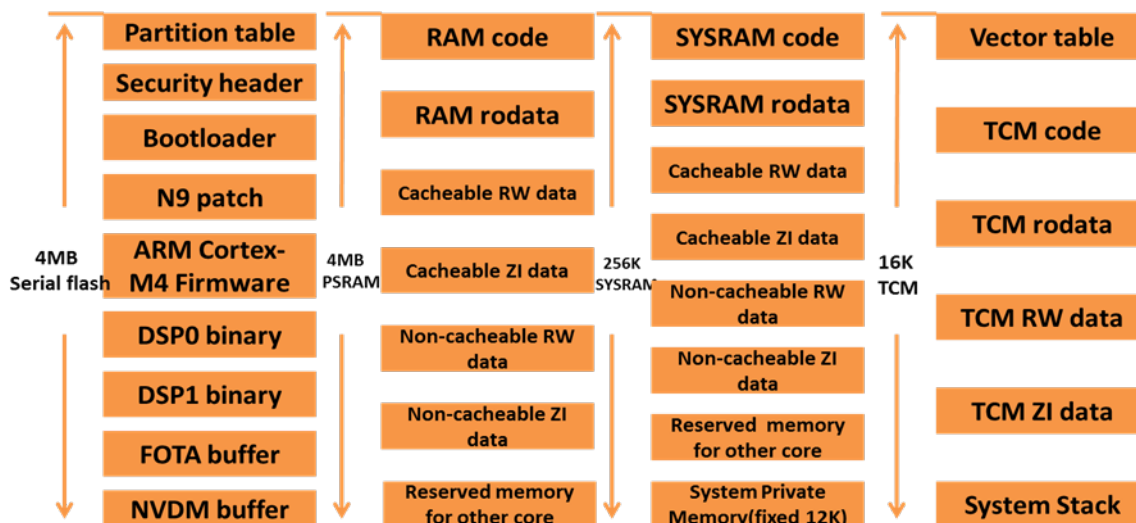 4MB
Serial flash
Partition table
Security header
Bootloader
N9 patch
ARM Cortex-
M4 Firmware
DSP0 binary
DSP1 binary
FOTA buffer
NVDM buffer
4MB
PSRAM
RAM code
RAM rodata
Cacheable RW data
Cacheable ZI data
Non-cacheable RW
data
Non-cacheable ZI
data
Reserved memory
for other core
256K
SYSRAM
SYSRAM code
SYSRAM rodata
Cacheable RW data
Cacheable ZI data
Non-cacheable RW
data
Non-cacheable ZI
data
Reserved memory
for other core
System Private
Memory(fixed 12K)
16K
TCM
Vector table
TCM code
TCM rodata
TCM RW data
TCM ZI data
System Stack